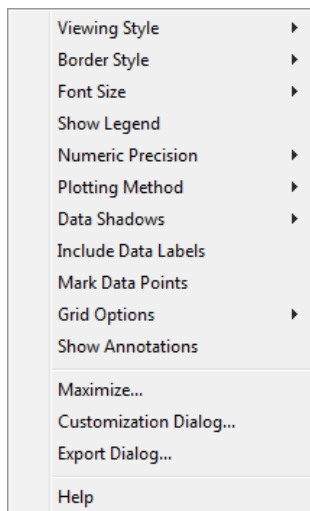 Viewing Style
Border Style
Font Size
Show Legend
Numeric Precision
Plotting Method
Data Shadows
Include Data Labels
Mark Data Points
Grid Options
Show Annotations
Maximize...
Customization Dialog...
Export Dialog...
Help